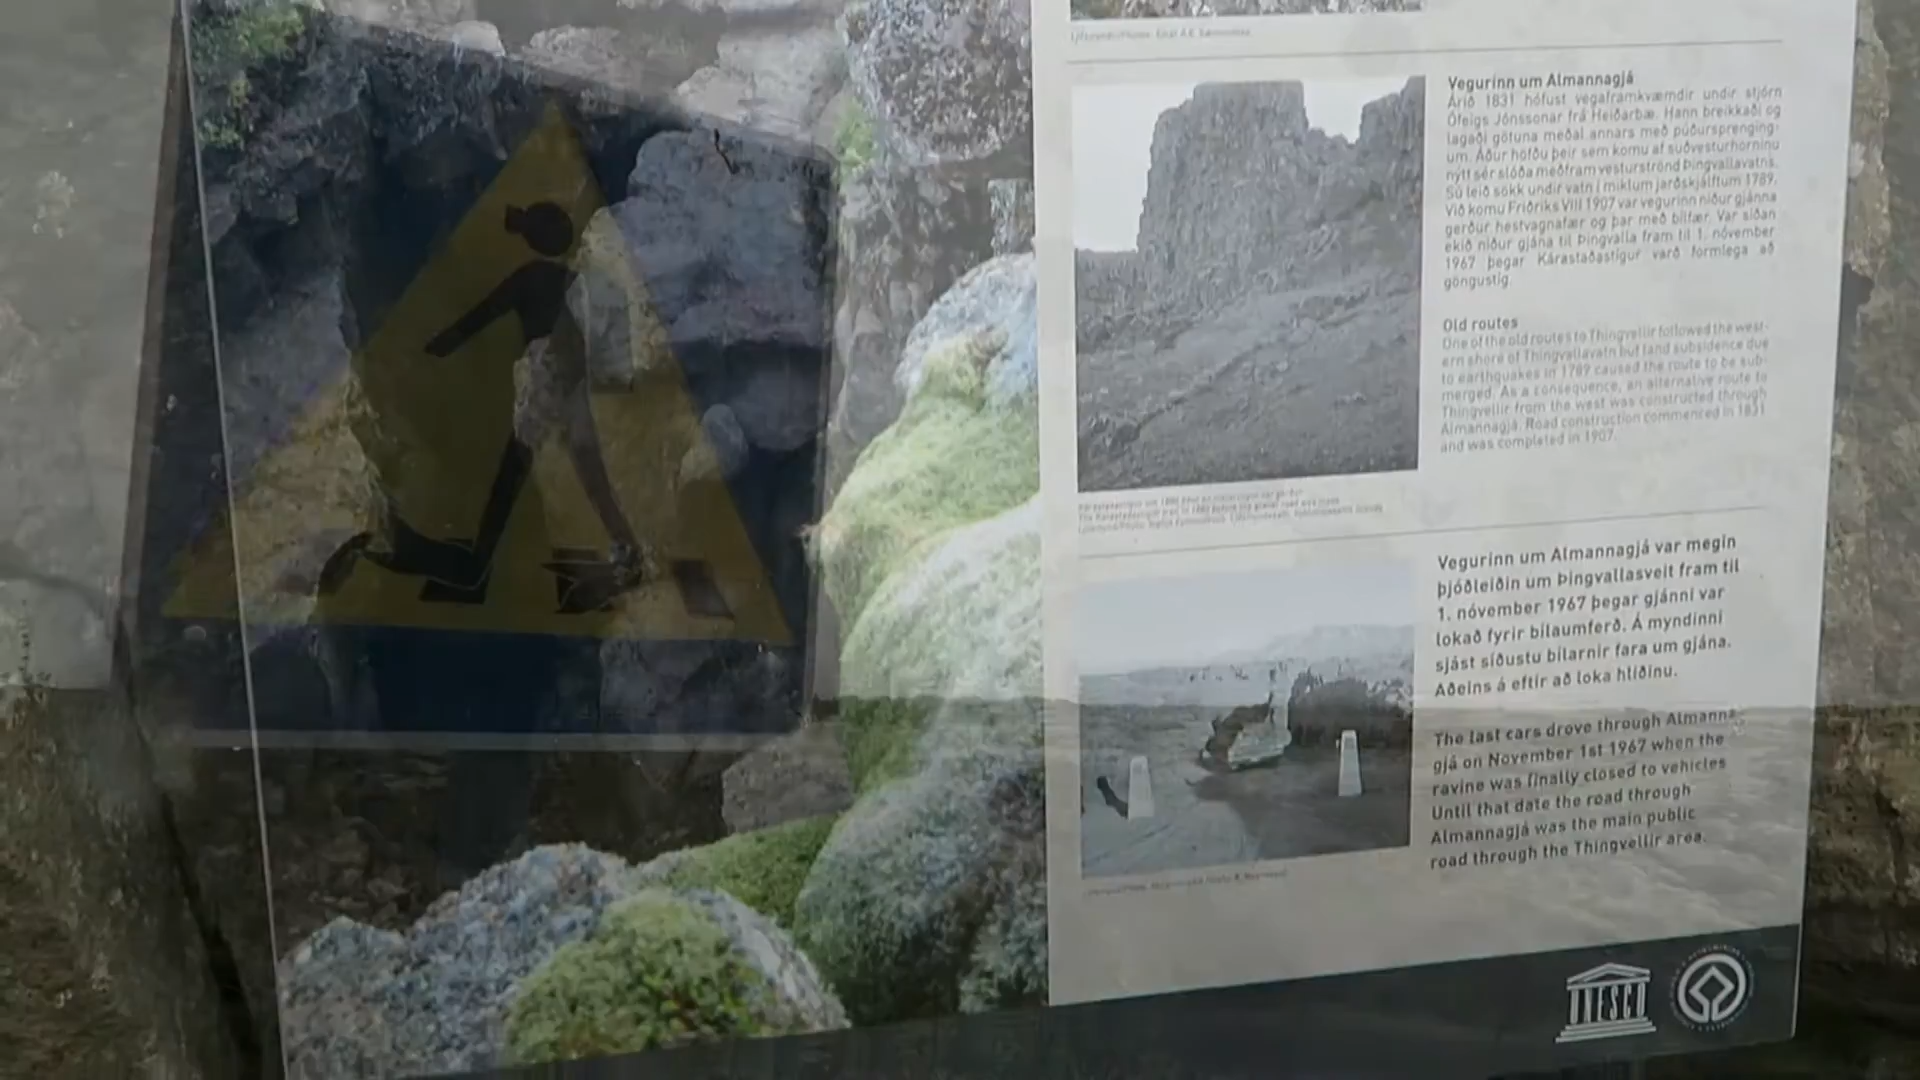 Vegurinn um Almannagjá
Árið 1831 hófust vegaframkvæmdir undir stjórn
Ófeigs Jónssonar frá Heiðarbæ. Hann breikkaði og
lagaði götuna meðal annars með púðursprenging-
um. Áður höfðu þeir sem komu af suðvesturhorninu
nýtt sér slóða meðfram vesturströnd Þingvallavatns.
Sú leið sökk undir vatn í miklum jarðskjálftum 1789.
Við komu Friðriks VIII 1907 var vegurinn niður gjána
gerður hestvagnafær og þar með bílfær. Var síðan
ekið niður gjána til Þingvalla fram til 1. nóvember
1967 þegar Kárastaðastígur varð formlega að
göngustíg.
Old routes
One of the old routes to Thingvellir followed the west-
ern shore of Thingvallavatn but land subsidence due
to earthquakes in 1789 caused the route to be sub-
merged. As a consequence, an alternative route to
Thingvellir from the west was constructed through
Almannagjá. Road construction commenced in 1831
and was completed in 1907.
Vegurinn um Almannagjá var megin
þjóðleiðin um Þingvallasveit fram til
1. nóvember 1967 þegar gjánni var
lokað fyrir bílaumferð. Á myndinni
sjást síðustu bílarnir fara um gjána.
Aðeins á eftir að loka hliðinu.
The last cars drove through Almanna-
gjá on November 1st 1967 when the
ravine was finally closed to vehicles
Until that date the road through
Almannagjá was the main public
road through the Thingvellir area.
UNESCO